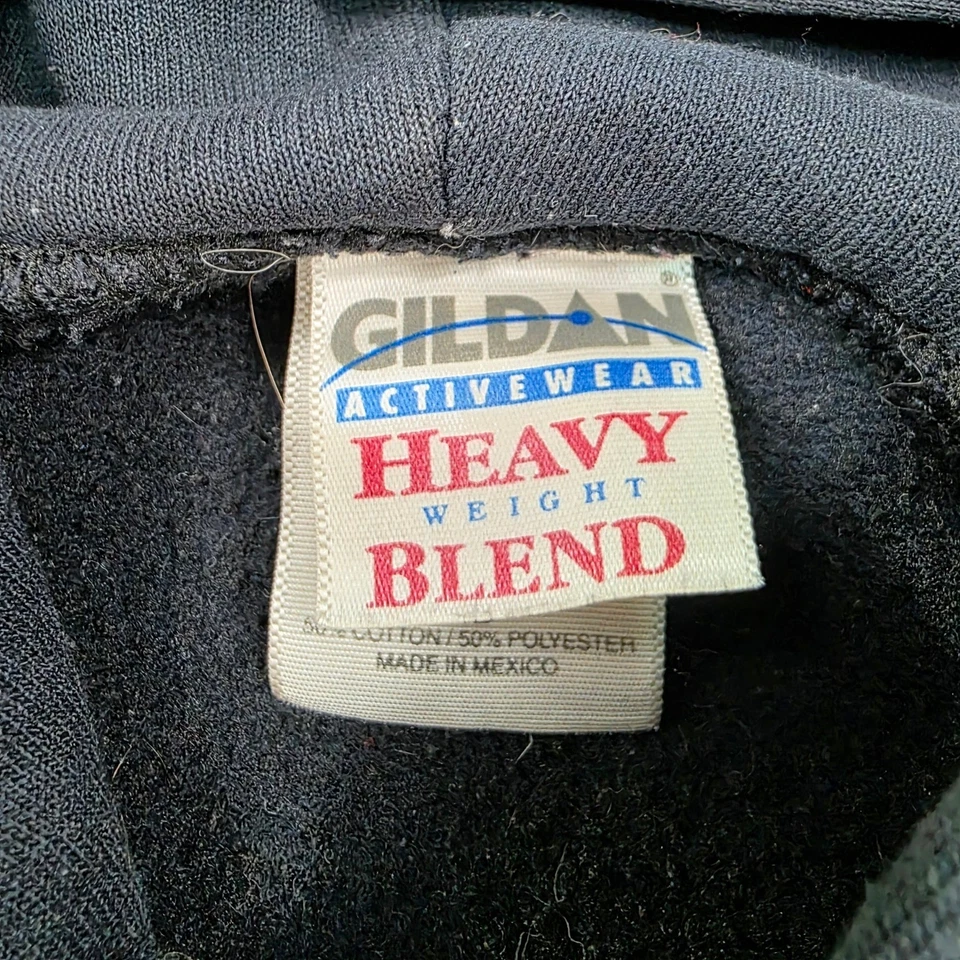 GILDAN®
ACTIVEWEAR
HEAVY
WEIGHT
BLEND
COTTON / 50% POLYESTER
MADE IN MEXICO